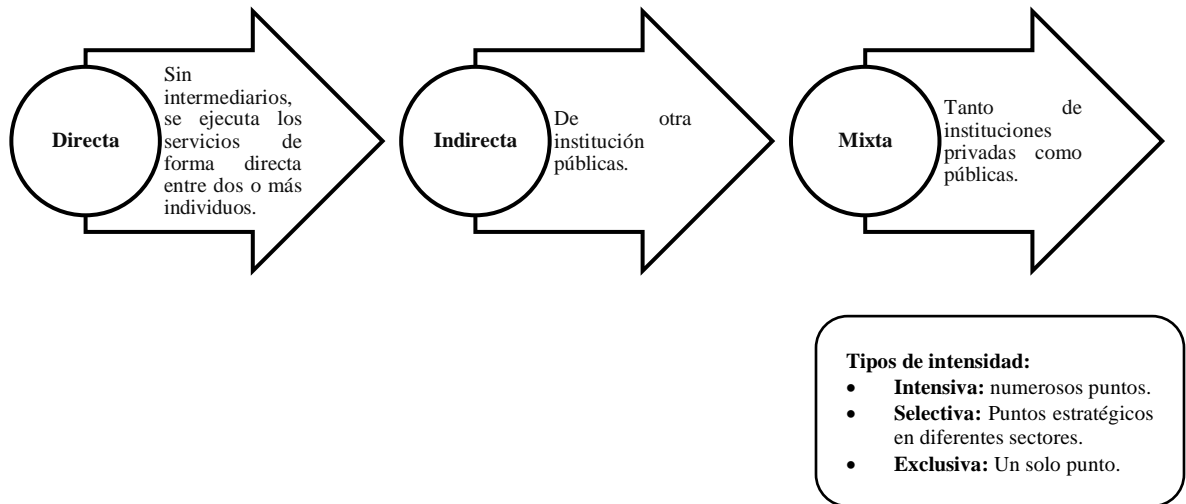 Directa
Sin
intermediarios,
se ejecuta los
servicios de
forma directa
entre dos o más
individuos.
Indirecta
De otra
institución
públicas.
Mixta
Tanto de
instituciones
privadas como
públicas.
Tipos de intensidad:
• Intensiva: numerosos puntos.
• Selectiva: Puntos estratégicos
en diferentes sectores.
• Exclusiva: Un solo punto.